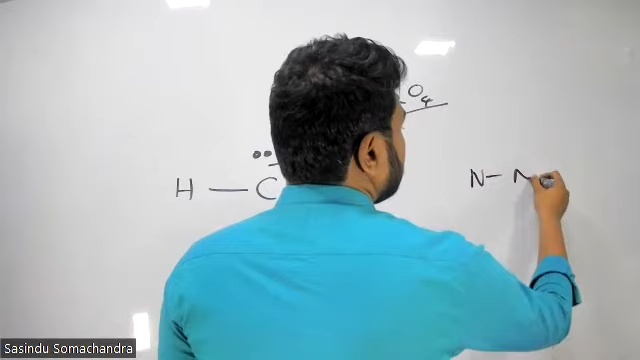 O₄
H — C
N –
Sasindu Somachandra